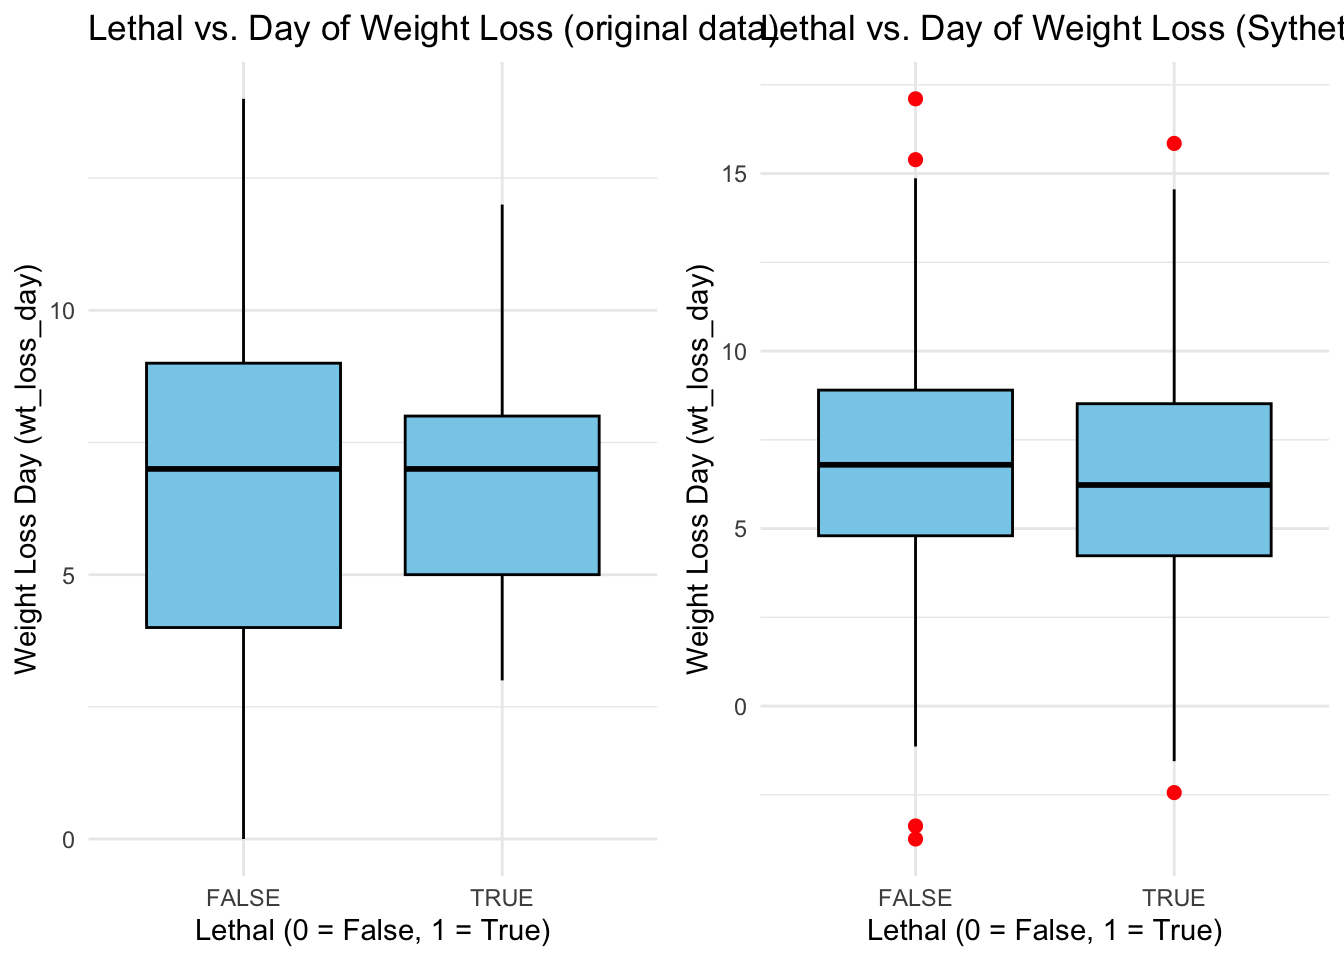 Lethal vs. Day of Weight Loss (original data)
Weight Loss Day (wt_loss_day)
10
5
0
FALSE TRUE
Lethal (0 = False, 1 = True)
Lethal vs. Day of Weight Loss (Sythet
Weight Loss Day (wt_loss_day)
15
10
5
0
FALSE TRUE
Lethal (0 = False, 1 = True)